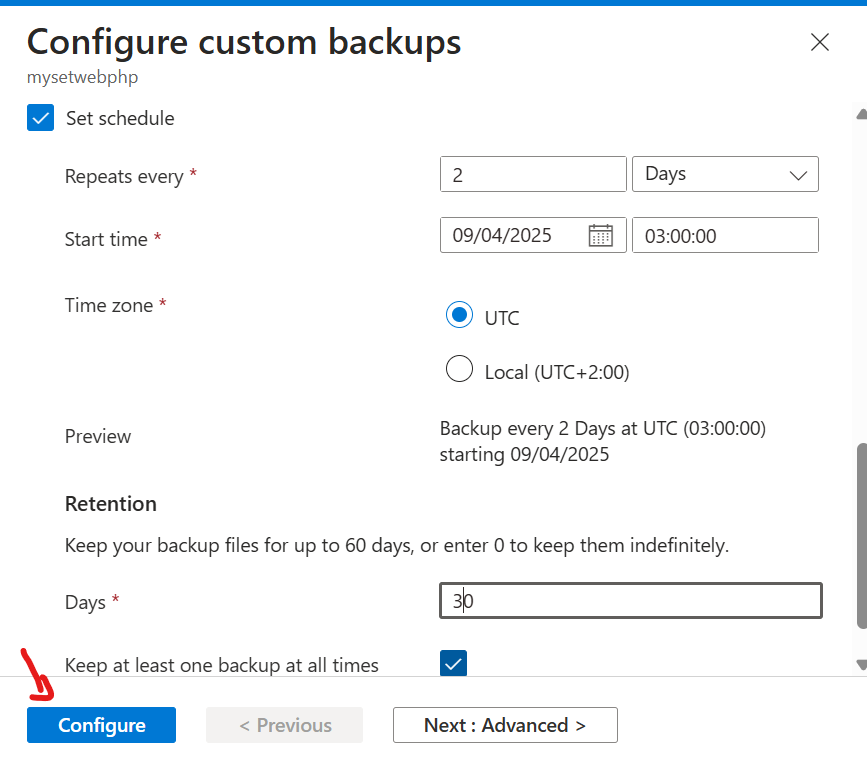 Configure custom backups
mysetwebphp
Set schedule
Repeats every *
2
Days
Start time *
09/04/2025
03:00:00
Time zone *
UTC
Local (UTC+2:00)
Preview
Backup every 2 Days at UTC (03:00:00)
starting 09/04/2025
Retention
Keep your backup files for up to 60 days, or enter 0 to keep them indefinitely.
Days *
30
Keep at least one backup at all times
Configure
< Previous
Next : Advanced >